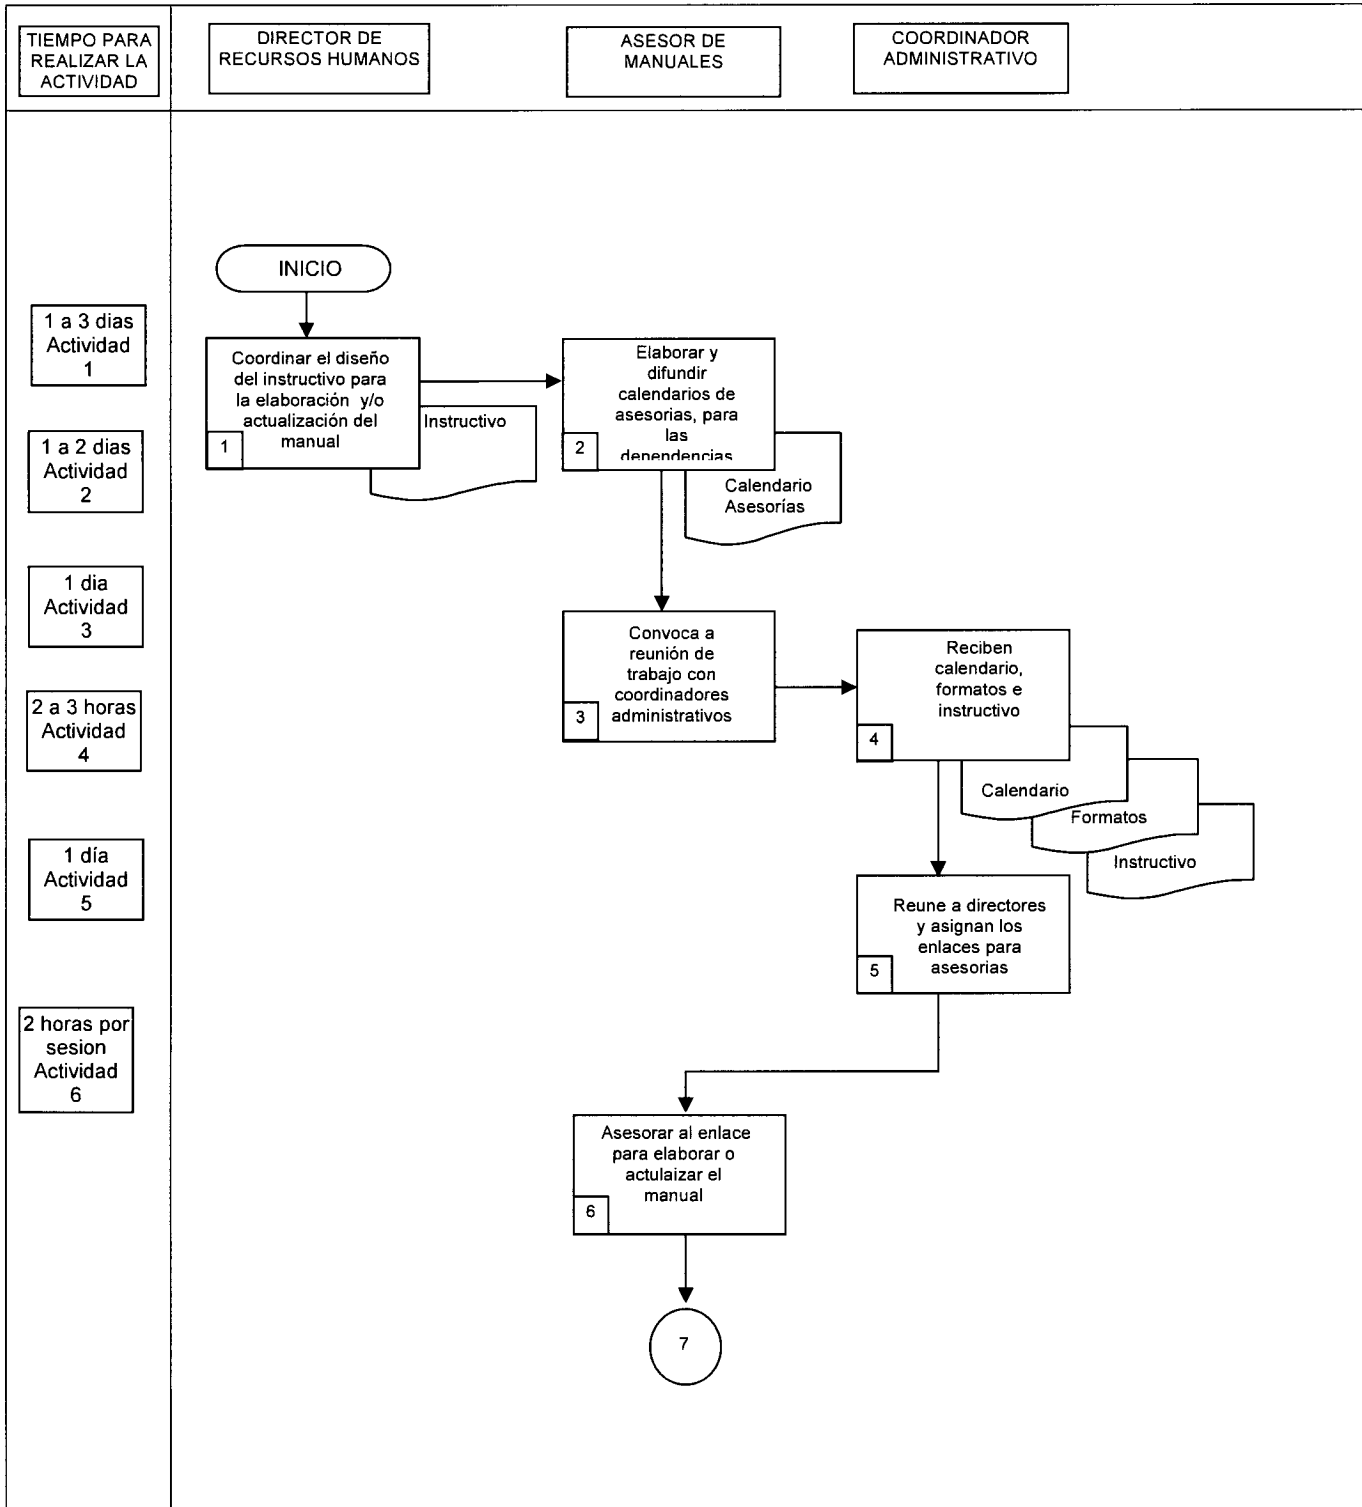 TIEMPO PARA
REALIZAR LA
ACTIVIDAD
DIRECTOR DE
RECURSOS HUMANOS
ASESOR DE
MANUALES
COORDINADOR
ADMINISTRATIVO
INICIO
1 a 3 dias
Actividad
1
Coordinar el diseño
del instructivo para
la elaboración y/o
actualización del
manual
1
Instructivo
Elaborar y
difundir
calendarios de
asesorias, para
las
dependencias
2
Calendario
Asesorías
1 a 2 dias
Actividad
2
1 dia
Actividad
3
Convoca a
reunión de
trabajo con
coordinadores
administrativos
3
Reciben
calendario,
formatos e
instructivo
4
Calendario
Formatos
Instructivo
2 a 3 horas
Actividad
4
1 día
Actividad
5
Reune a directores
y asignan los
enlaces para
asesorias
5
2 horas por
sesion
Actividad
6
Asesorar al enlace
para elaborar o
actulaizar el
manual
6
7